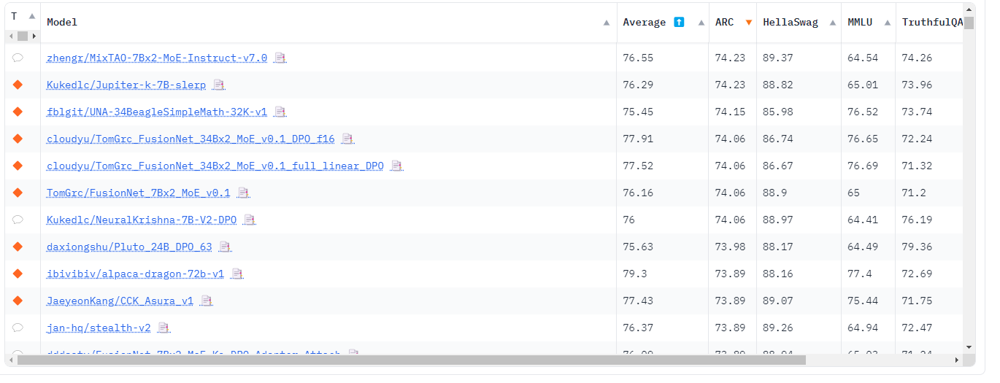 T Model Average ARC HellaSwag MMLU TruthfulQA
zhengr/MixTAO-7Bx2-MoE-Instruct-v7.0 76.55 74.23 89.37 64.54 74.26
Kukedlc/Jupiter-k-7B-slerp 76.29 74.23 88.82 65.01 73.96
fblgit/UNA-34BeagleSimpleMath-32K-v1 75.45 74.15 85.98 76.52 73.74
cloudyu/TomGrc_FusionNet_34Bx2_MoE_v0.1_DPO_f16 77.91 74.06 86.74 76.65 72.24
cloudyu/TomGrc_FusionNet_34Bx2_MoE_v0.1_full_linear_DPO 77.52 74.06 86.67 76.69 71.32
TomGrc/FusionNet_7Bx2_MoE_v0.1 76.16 74.06 88.9 65 71.2
Kukedlc/NeuralKrishna-7B-V2-DPO 76 74.06 88.97 64.41 76.19
daxiongshu/Pluto_24B_DPO_63 75.63 73.98 88.17 64.49 79.36
ibivibiv/alpaca-dragon-72b-v1 79.3 73.89 88.16 77.4 72.69
JaeyeonKang/CCK_Asura_v1 77.43 73.89 89.07 75.44 71.75
jan-hq/stealth-v2 76.37 73.89 89.26 64.94 72.47